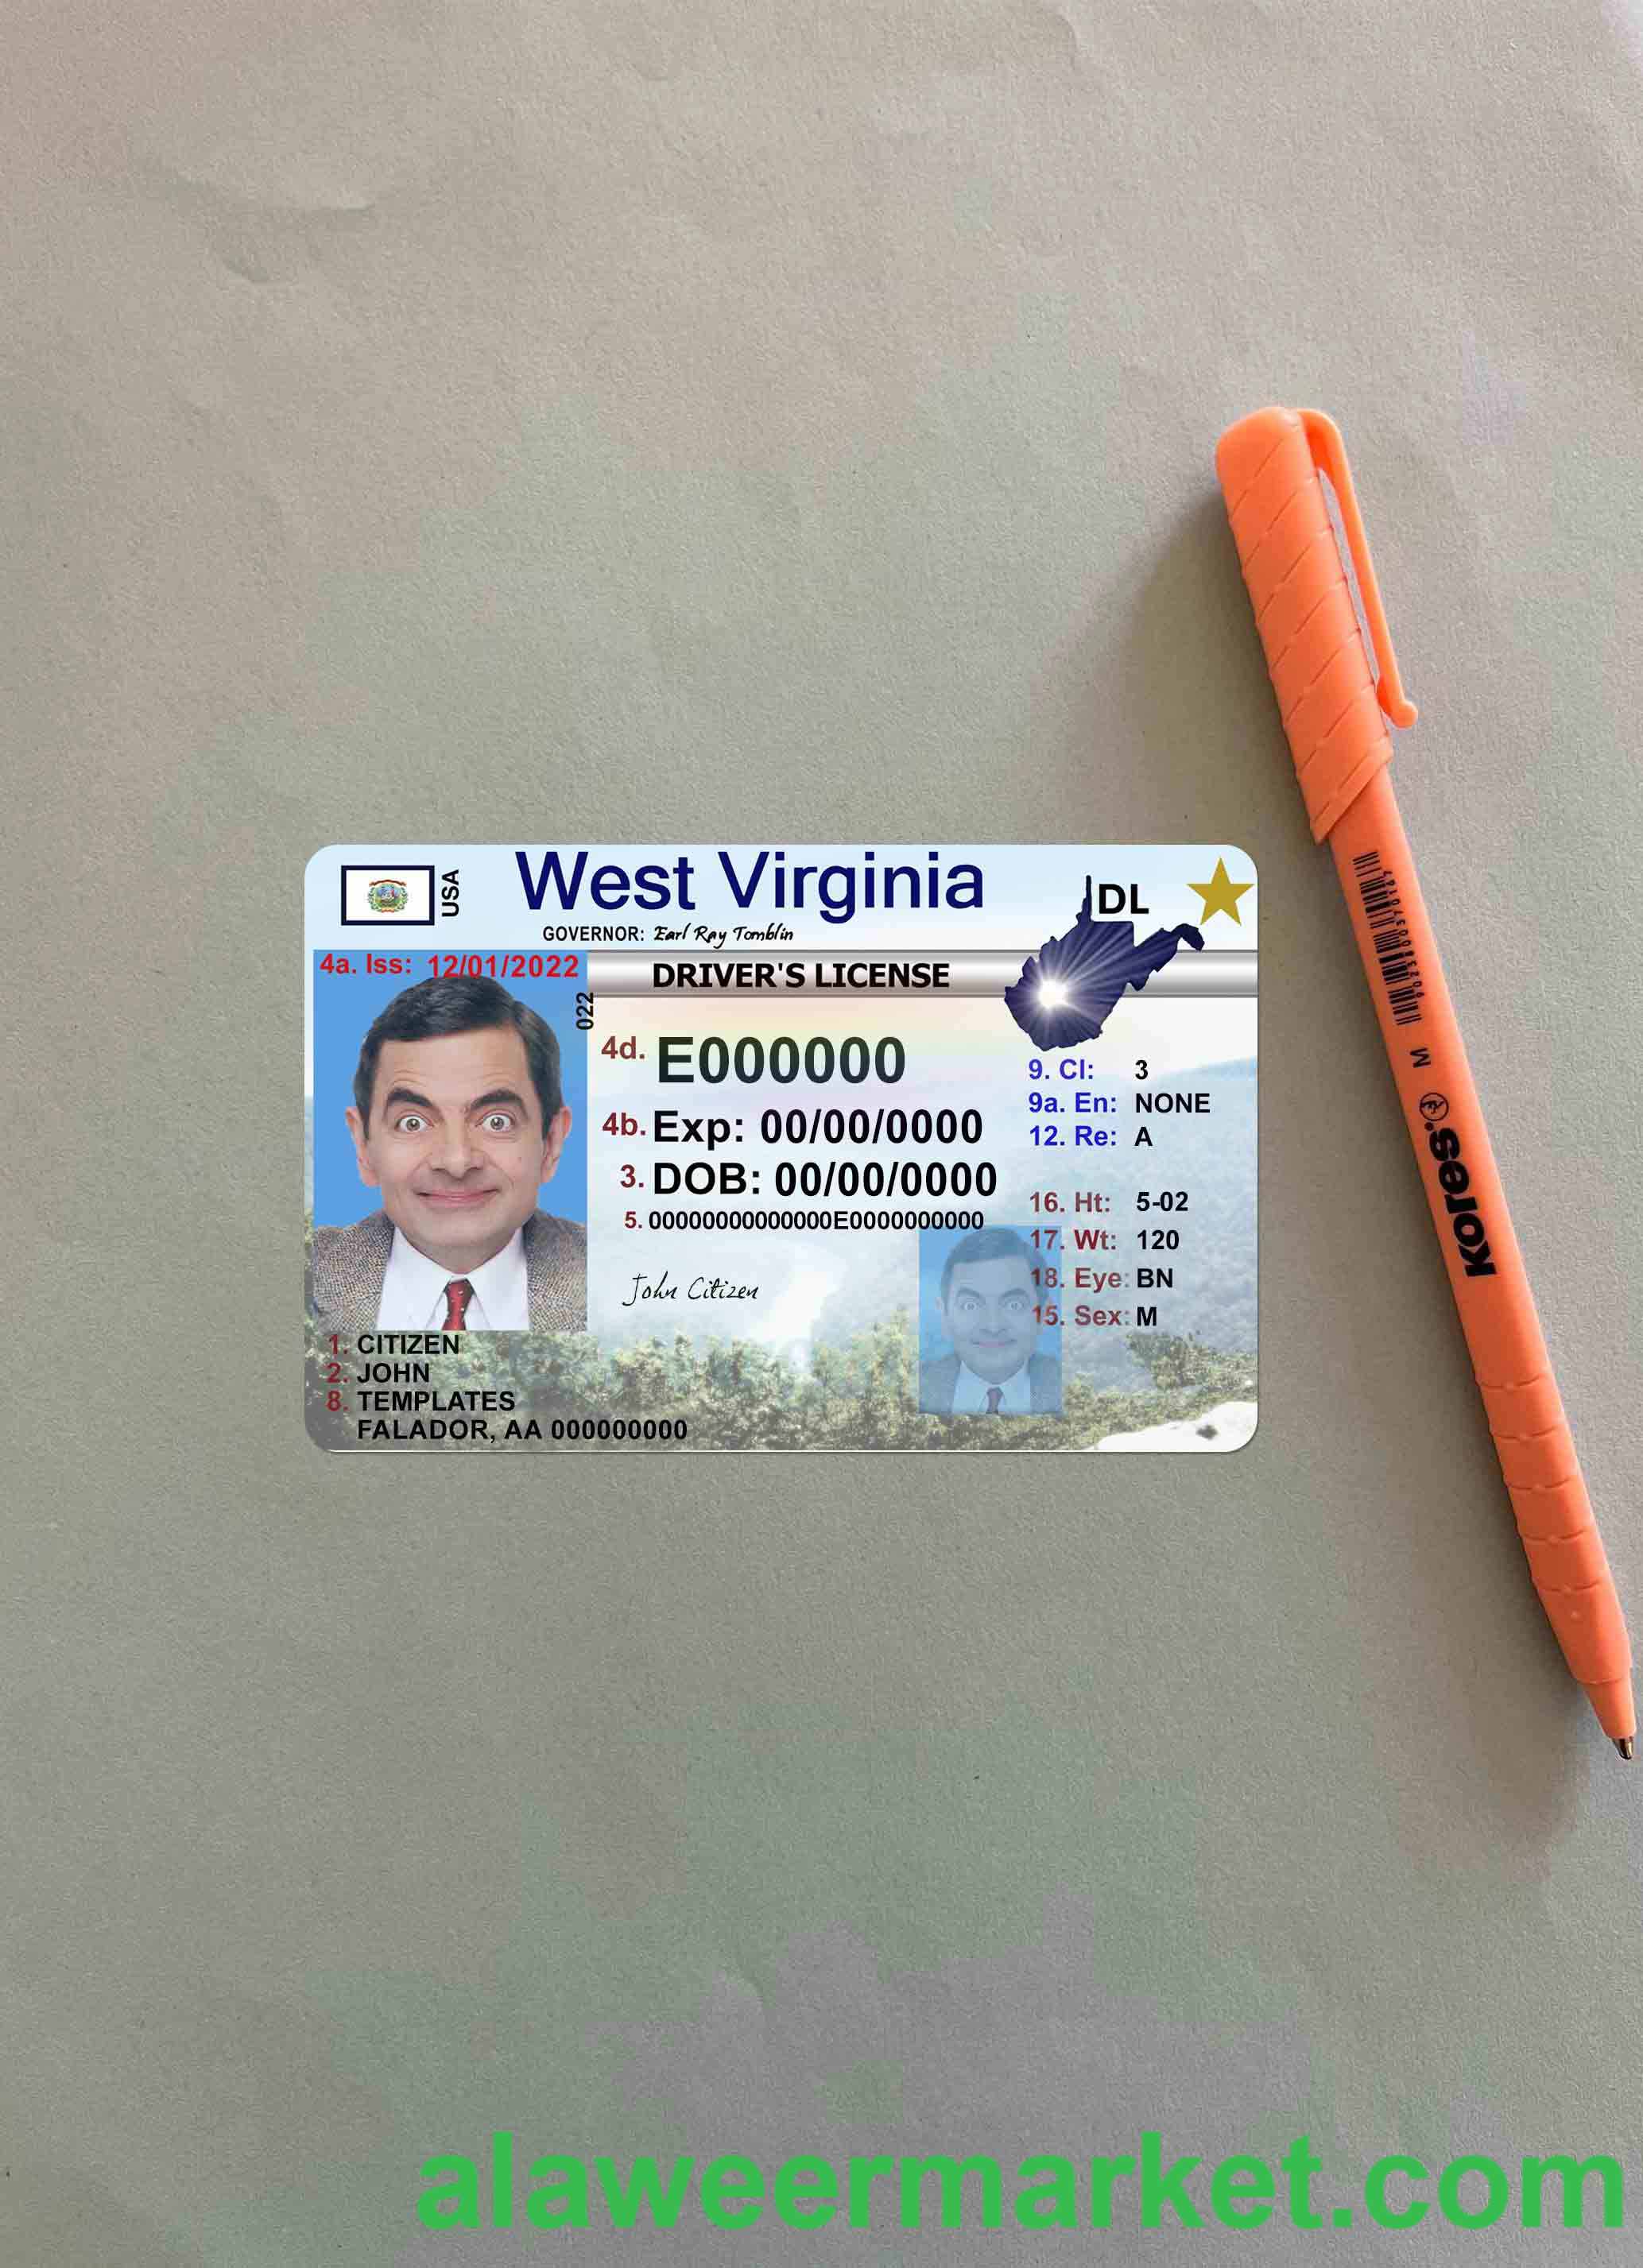 USA
West Virginia
DL
GOVERNOR: Earl Ray Tomblin
4a. Iss: 12/01/2022
DRIVER'S LICENSE
022
4d. E000000
4b. Exp: 00/00/0000
3. DOB: 00/00/0000
5. 00000000000000E0000000000
9. Cl: 3
9a. En: NONE
12. Re: A
16. Ht: 5-02
17. Wt: 120
18. Eye: BN
15. Sex: M
John Citizen
1. CITIZEN
2. JOHN
8. TEMPLATES
FALADOR, AA 000000000
M
Kores
alaweermarket.com